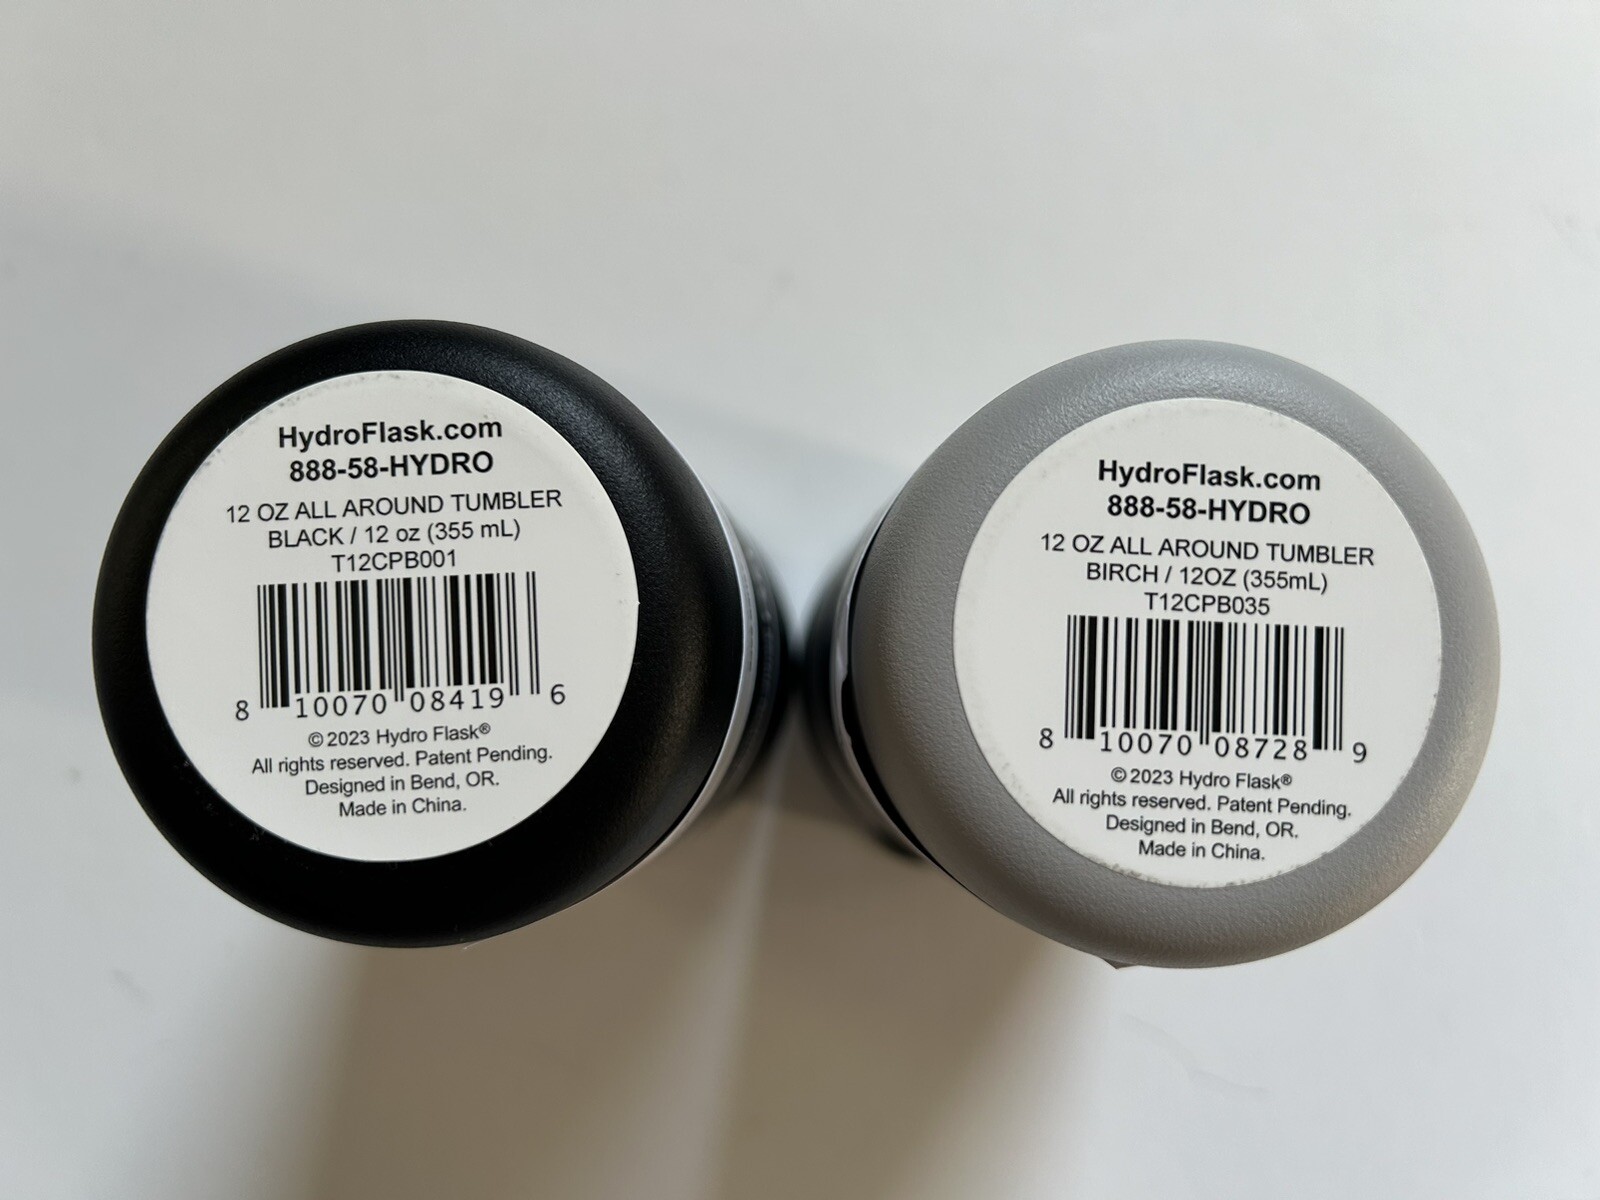 HydroFlask.com
888-58-HYDRO
12 OZ ALL AROUND TUMBLER
BLACK / 12 oz (355 mL)
T12CPB001
8 10070 08419 6
© 2023 Hydro Flask®
All rights reserved. Patent Pending.
Designed in Bend, OR.
Made in China.
HydroFlask.com
888-58-HYDRO
12 OZ ALL AROUND TUMBLER
BIRCH / 12OZ (355mL)
T12CPB035
8 10070 08728 9
© 2023 Hydro Flask®
All rights reserved. Patent Pending.
Designed in Bend, OR.
Made in China.